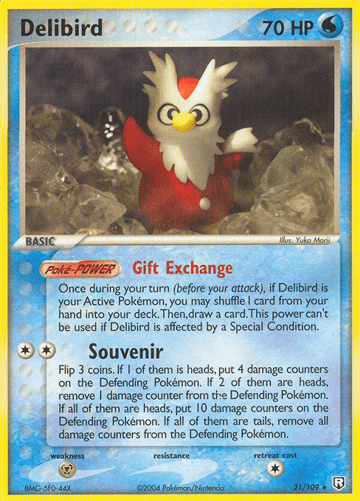 Delibird 70 HP
BASIC Illus. Yuka Morii
Poké-POWER Gift Exchange
Once during your turn (before your attack), if Delibird is
your Active Pokémon, you may shuffle 1 card from your
hand into your deck. Then, draw a card. This power can't
be used if Delibird is affected by a Special Condition.
Souvenir
Flip 3 coins. If 1 of them is heads, put 4 damage counters
on the Defending Pokémon. If 2 of them are heads,
remove 1 damage counter from the Defending Pokémon.
If all of them are heads, put 10 damage counters on the
Defending Pokémon. If all of them are tails, remove all
damage counters from the Defending Pokémon.
weakness resistance retreat cost
BMG-5F0-44X ©2004 Pokémon/Nintendo 21/109 ★ R